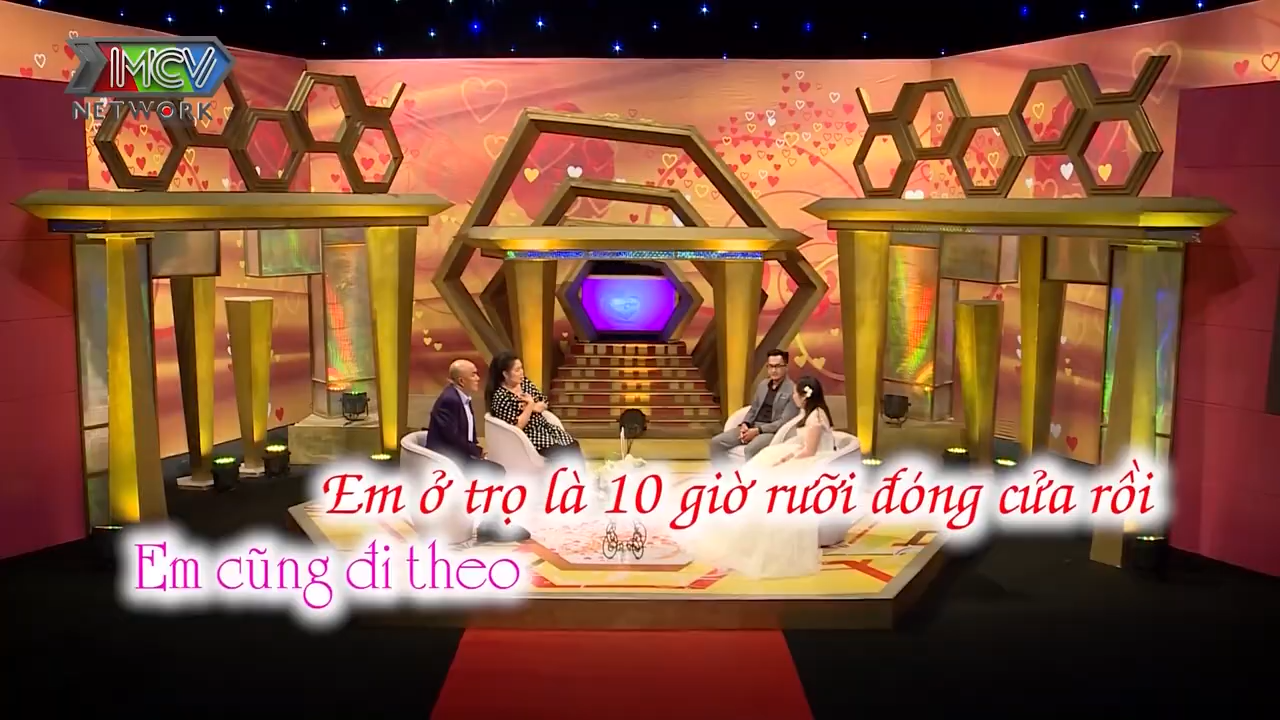 MCV
NETWORK
Em ở trọ là 10 giờ rưỡi đóng cửa rồi
Em cũng đi theo